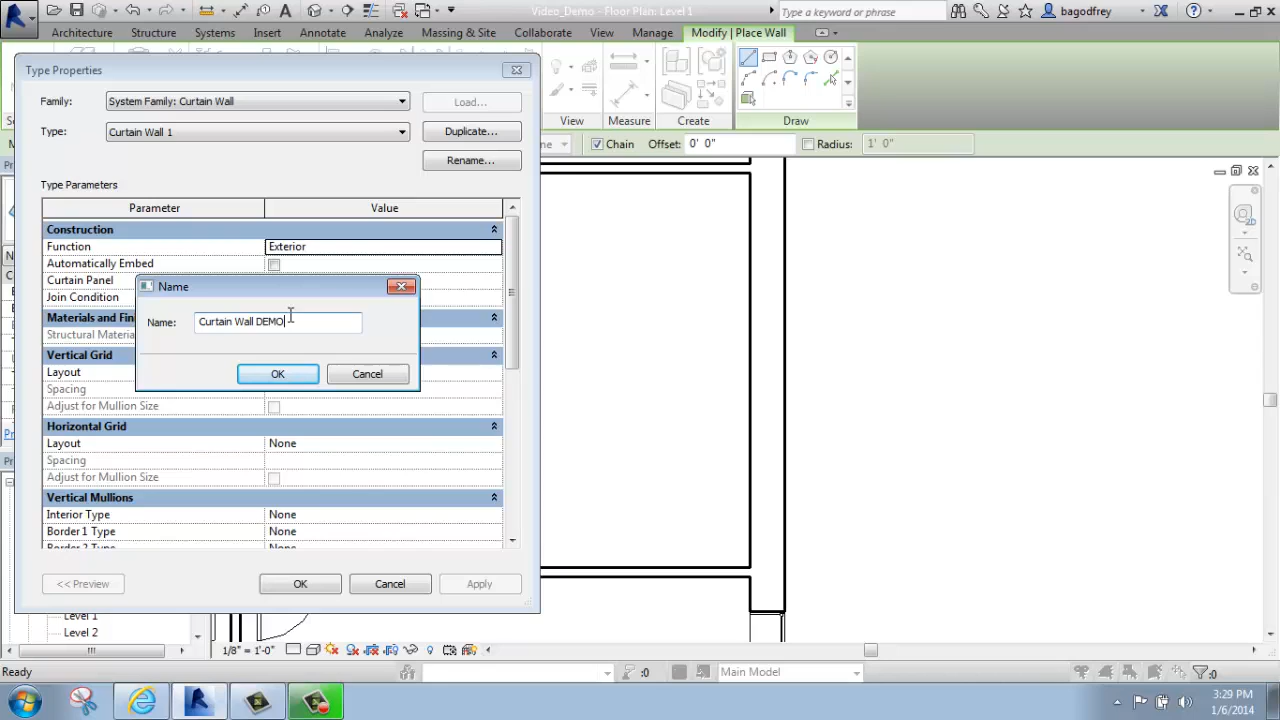 Video_Demo - Floor Plan: Level 1
Type a keyword or phrase
bagodfrey
Architecture Structure Systems Insert Annotate Analyze Massing & Site Collaborate View Manage Modify | Place Wall
View Measure Create Draw
Chain Offset: 0' 0" Radius: 1' 0"
Type Properties
Family: System Family: Curtain Wall Load...
Type: Curtain Wall 1 Duplicate...
Rename...
Type Parameters
Parameter Value
Construction
Function Exterior
Automatically Embed
Curtain Panel
Join Condition
Name
Name: Curtain Wall DEMO
OK Cancel
Materials and Fin
Structural Materia
Vertical Grid
Layout
Spacing
Adjust for Mullion Size
Horizontal Grid
Layout None
Spacing
Adjust for Mullion Size
Vertical Mullions
Interior Type None
Border 1 Type None
Border 2 Type None
<< Preview OK Cancel Apply
Level 1
Level 2
1/8" = 1'-0"
Ready :0 Main Model :0
3:29 PM
1/6/2014